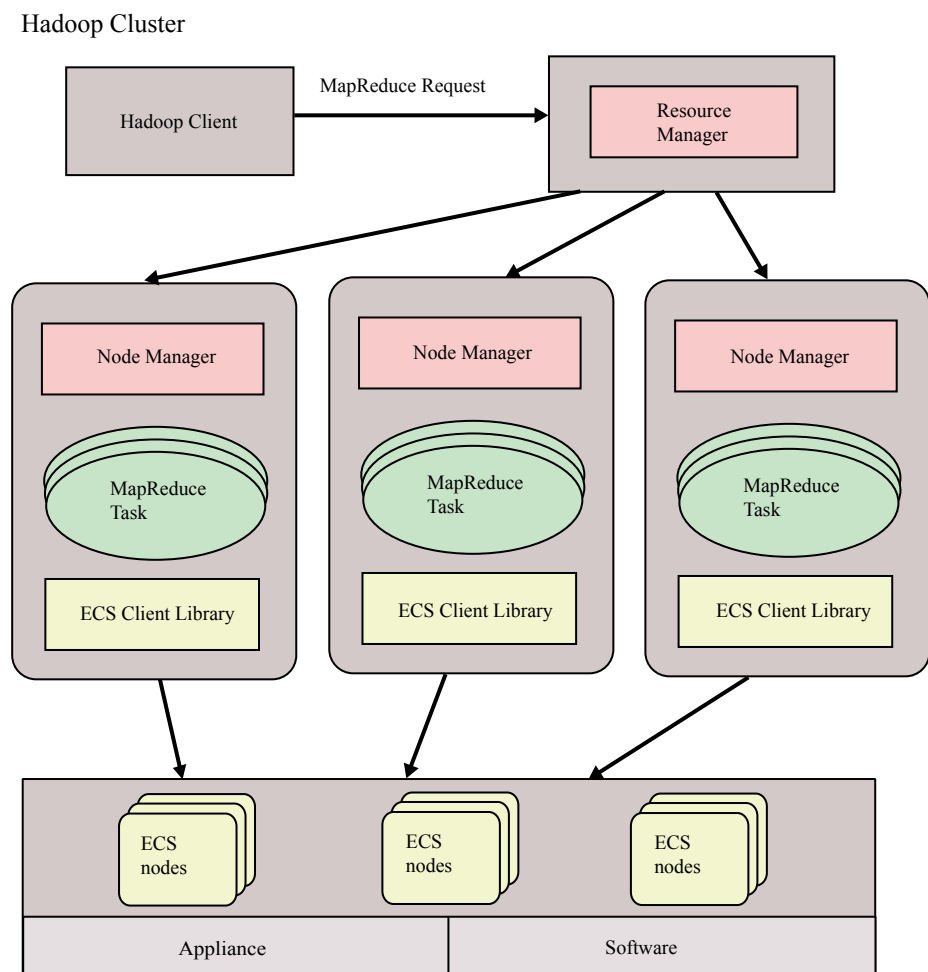 Hadoop Cluster
MapReduce Request
Hadoop Client
Resource
Manager
Node Manager
Node Manager
Node Manager
MapReduce
Task
MapReduce
Task
MapReduce
Task
ECS Client Library
ECS Client Library
ECS Client Library
ECS
nodes
ECS
nodes
ECS
nodes
Appliance
Software